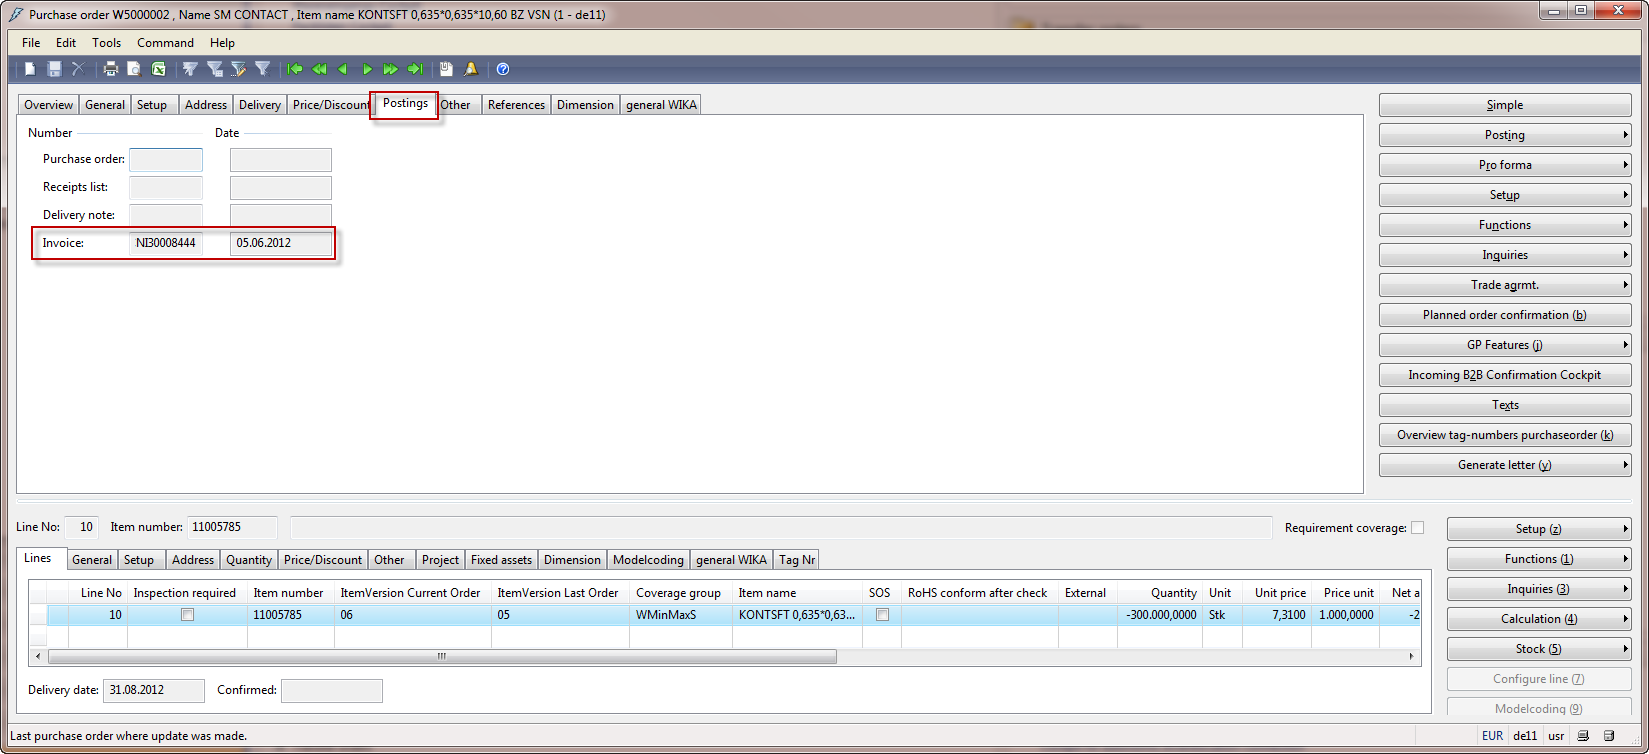 Purchase order W5000002 , Name SM CONTACT , Item name KONTSFT 0,635*0,635*10,60 BZ VSN (1 - de11)
File Edit Tools Command Help
Overview General Setup Address Delivery Price/Discount Postings Other References Dimension general WIKA
Number Date
Purchase order:
Receipts list:
Delivery note:
Invoice: NI30008444 05.06.2012
Simple
Posting
Pro forma
Setup
Functions
Inquiries
Trade agrmt.
Planned order confirmation (b)
GP Features (j)
Incoming B2B Confirmation Cockpit
Texts
Overview tag-numbers purchaseorder (k)
Generate letter (y)
Line No: 10 Item number: 11005785 Requirement coverage:
Lines General Setup Address Quantity Price/Discount Other Project Fixed assets Dimension Modelcoding general WIKA Tag Nr
Line No Inspection required Item number ItemVersion Current Order ItemVersion Last Order Coverage group Item name SOS RoHS conform after check External Quantity Unit Unit price Price unit Net a
10 11005785 06 05 WMinMaxS KONTSFT 0,635*0,63... -300.000,0000 Stk 7,3100 1.000,0000 -2
Delivery date: 31.08.2012 Confirmed:
Setup (z)
Functions (1)
Inquiries (3)
Calculation (4)
Stock (5)
Configure line (7)
Modelcoding (9)
Last purchase order where update was made. EUR de11 usr